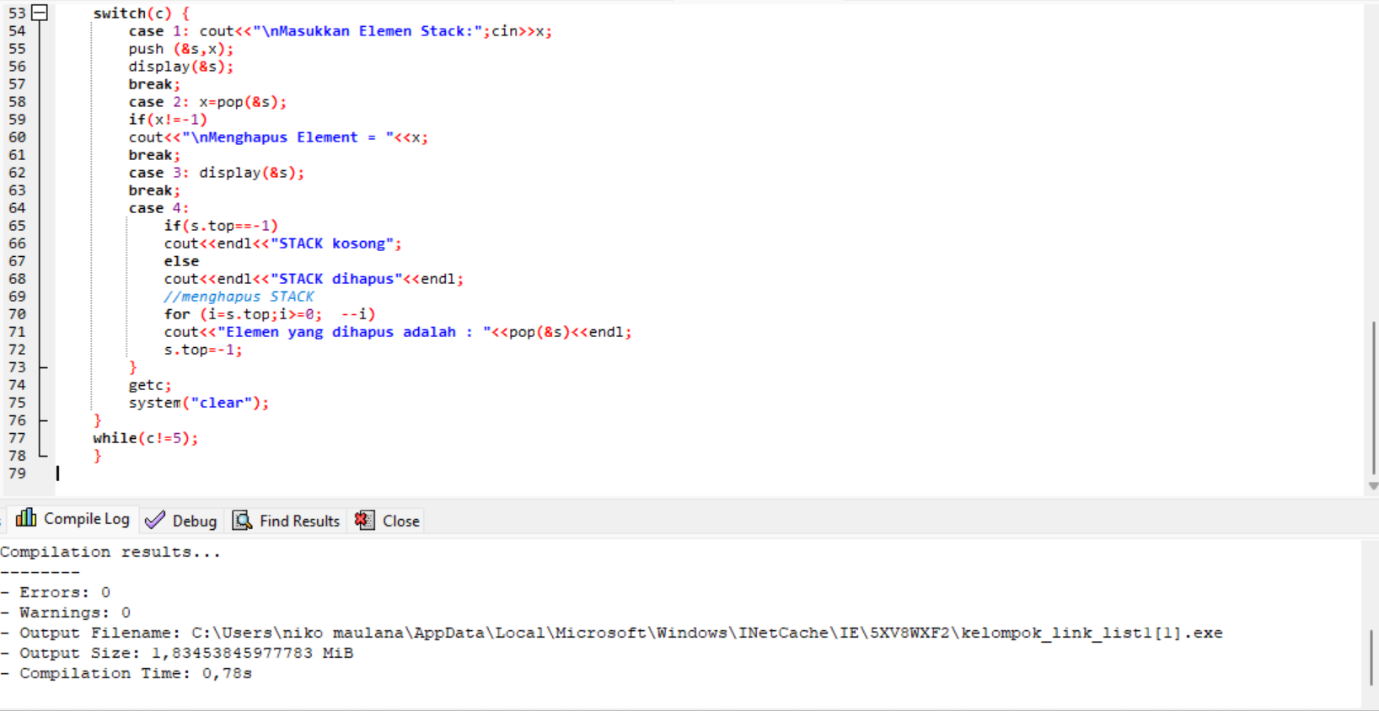 53 switch(c) {
54 case 1: cout<<"\nMasukkan Elemen Stack:";cin>>x;
55 push (&s,x);
56 display(&s);
57 break;
58 case 2: x=pop(&s);
59 if(x!=-1)
60 cout<<"\nMenghapus Element = "<<x;
61 break;
62 case 3: display(&s);
63 break;
64 case 4:
65 if(s.top==-1)
66 cout<<endl<<"STACK kosong";
67 else
68 cout<<endl<<"STACK dihapus"<<endl;
69 //menghapus STACK
70 for (i=s.top;i>=0;  --i)
71 cout<<"Elemen yang dihapus adalah : "<<pop(&s)<<endl;
72 s.top=-1;
73 }
74 getc;
75 system("clear");
76 }
77 while(c!=5);
78 }
79
Compile Log Debug Find Results Close
Compilation results...
--------
- Errors: 0
- Warnings: 0
- Output Filename: C:\Users\niko maulana\AppData\Local\Microsoft\Windows\INetCache\IE\5XV8WXF2\kelompok_link_list1[1].exe
- Output Size: 1,83453845977783 MiB
- Compilation Time: 0,78s